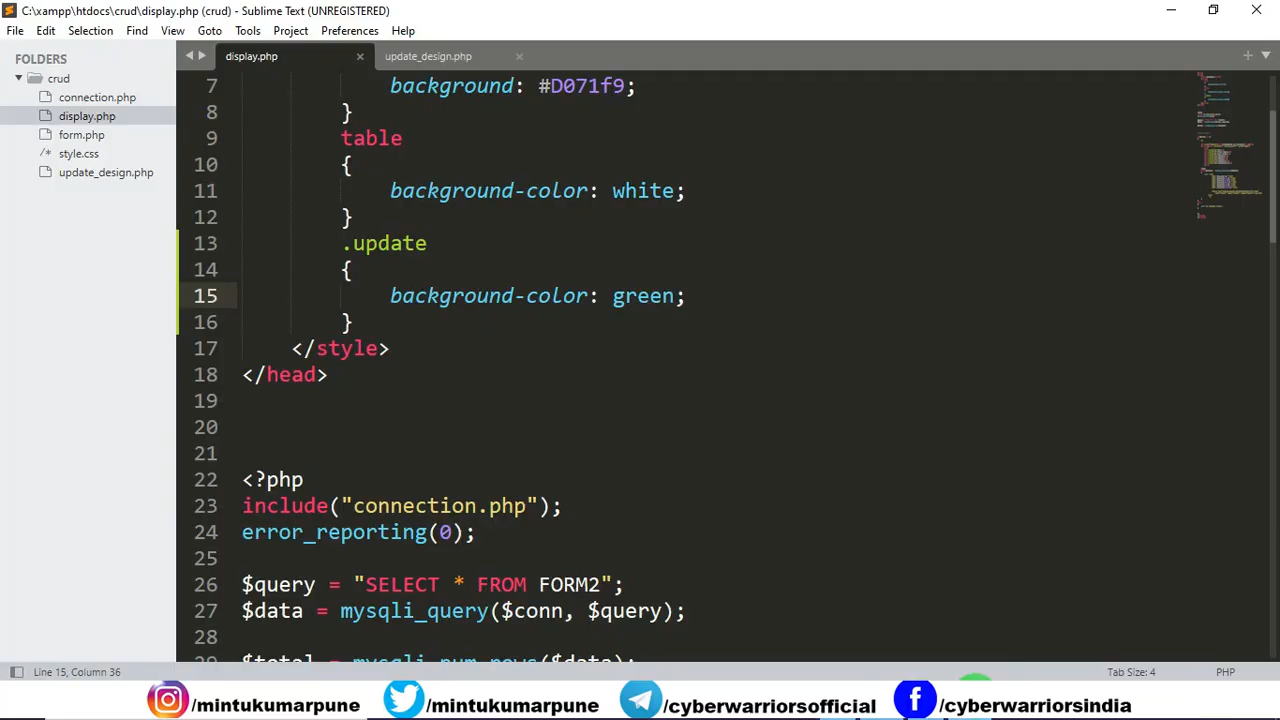 C:\xampp\htdocs\crud\display.php (crud) - Sublime Text (UNREGISTERED)
File Edit Selection Find View Goto Tools Project Preferences Help
FOLDERS
crud
connection.php
display.php
form.php
/* style.css
update_design.php
display.php × update_design.php ×
7 background: #D071f9;
8 }
9 table
10 {
11 background-color: white;
12 }
13 .update
14 {
15 background-color: green;
16 }
17 </style>
18 </head>
19
20
21
22 <?php
23 include("connection.php");
24 error_reporting(0);
25
26 $query = "SELECT * FROM FORM2";
27 $data = mysqli_query($conn, $query);
28
29 $total = mysqli_num_rows($data);
Line 15, Column 36 Tab Size: 4 PHP
/mintukumarpune /mintukumarpune /cyberwarriorsofficial /cyberwarriorsindia